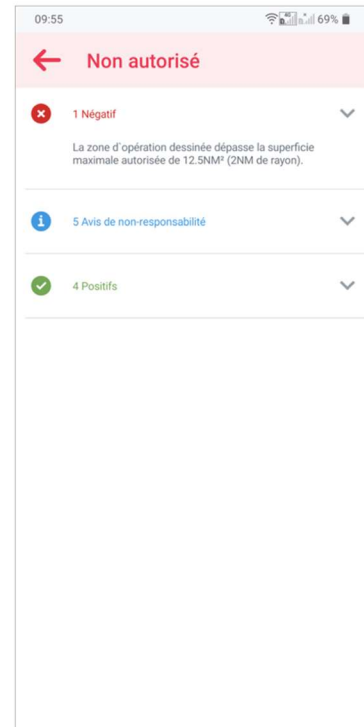 09:55
69%
Non autorisé
1 Négatif
La zone d`opération dessinée dépasse la superficie
maximale autorisée de 12.5NM² (2NM de rayon).
5 Avis de non-responsabilité
4 Positifs